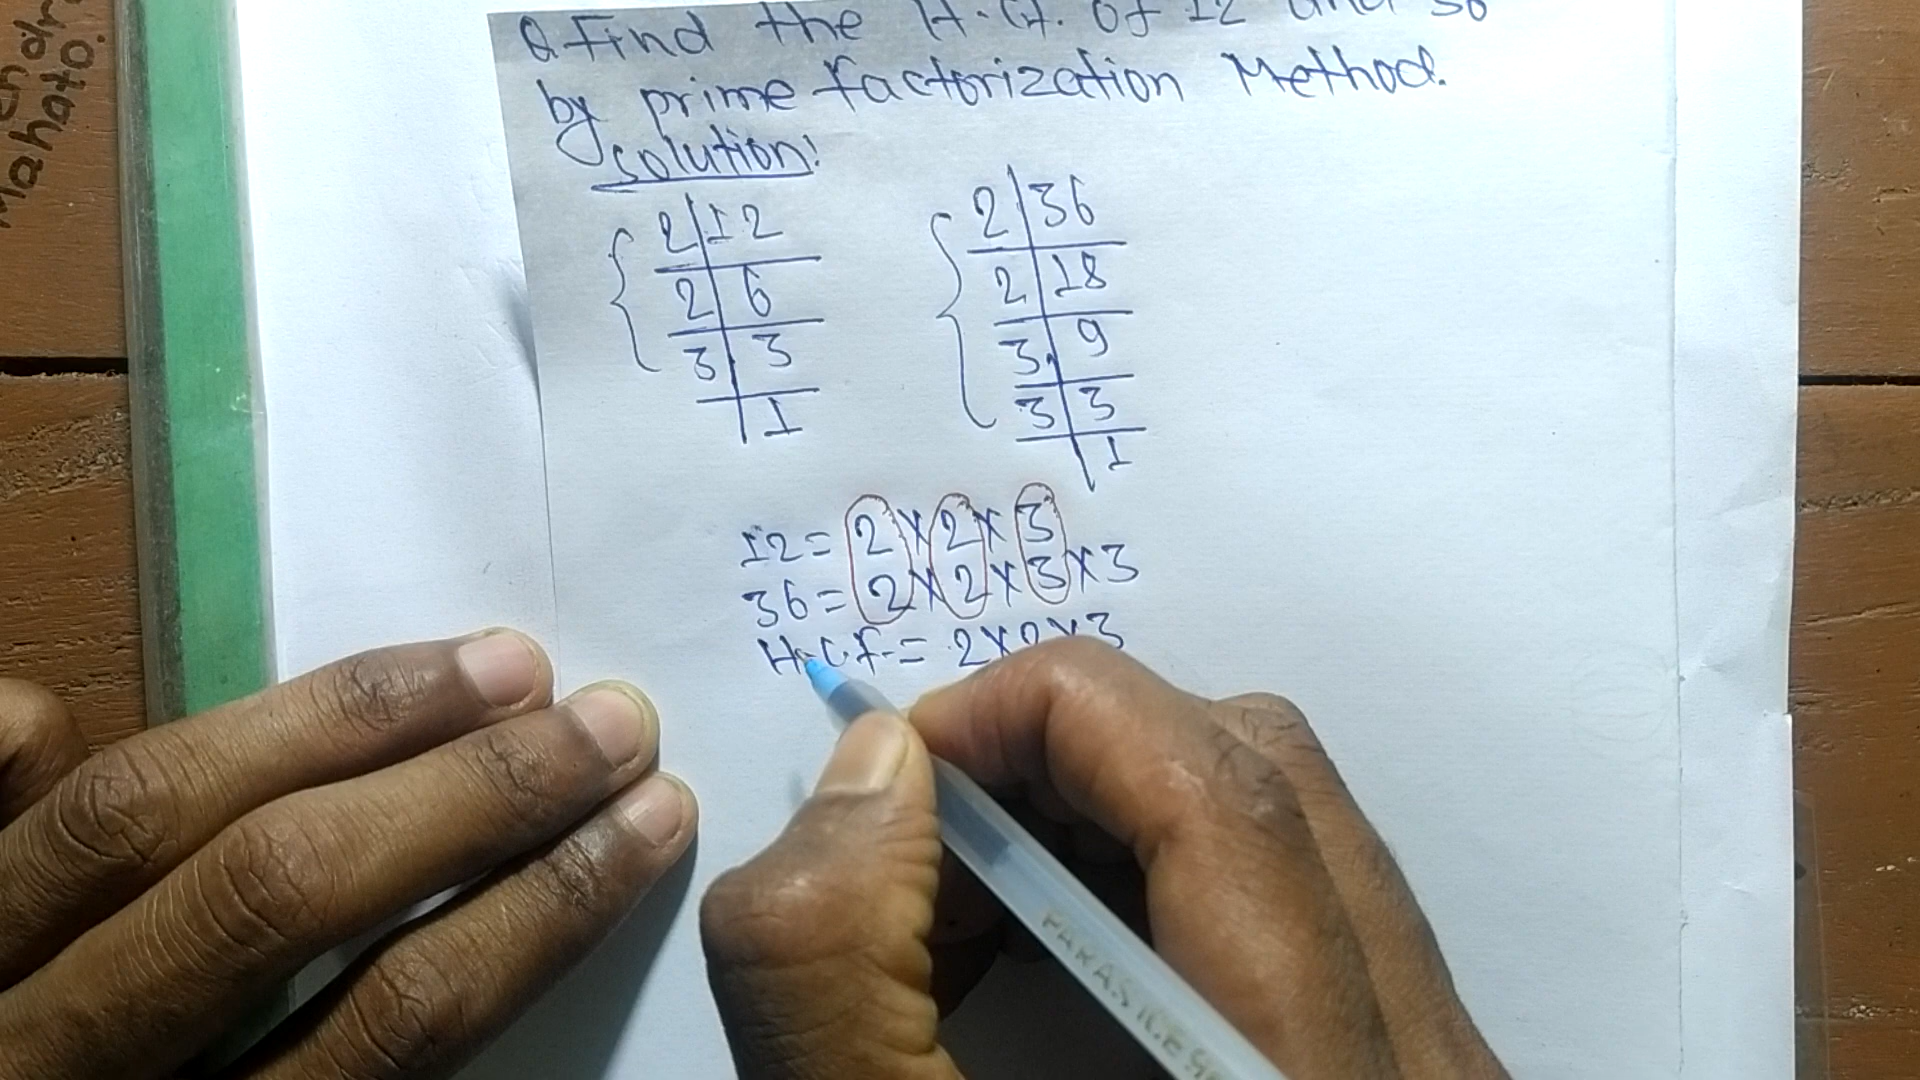 Q. Find the H.C.F. of 12 and 36
by prime factorization Method.
solution!
2 | 12
2 | 6
3 | 3
1
2 | 36
2 | 18
3 | 9
3 | 3
1
12 = 2 × 2 × 3
36 = 2 × 2 × 3 × 3
H.C.F. = 2 × 2 × 3
Mahato